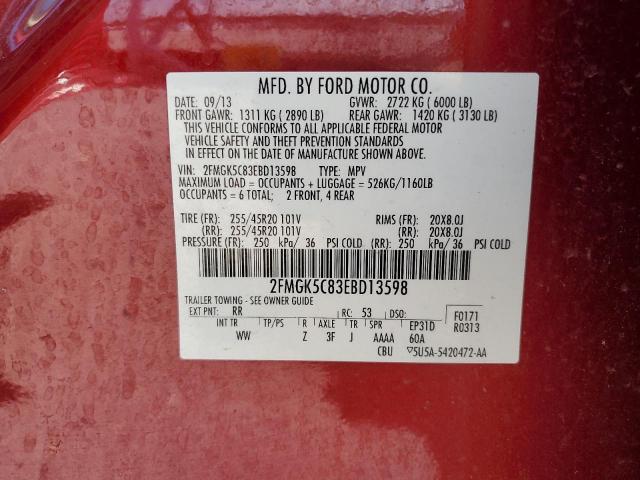 MFD. BY FORD MOTOR CO.
DATE: 09/13 GVWR: 2722 KG ( 6000 LB)
FRONT GAWR: 1311 KG ( 2890 LB) REAR GAWR: 1420 KG ( 3130 LB)
THIS VEHICLE CONFORMS TO ALL APPLICABLE FEDERAL MOTOR
VEHICLE SAFETY AND THEFT PREVENTION STANDARDS
IN EFFECT ON THE DATE OF MANUFACTURE SHOWN ABOVE.
VIN: 2FMGK5C83EBD13598 TYPE: MPV
MAXIMUM LOAD = OCCUPANTS + LUGGAGE = 526KG/1160LB
OCCUPANTS = 6 TOTAL; 2 FRONT, 4 REAR
TIRE (FR): 255/45R20 101V RIMS (FR): 20X8.0J
(RR): 255/45R20 101V (RR): 20X8.0J
PRESSURE (FR): 250 kPa/ 36 PSI COLD (RR): 250 kPa/ 36 PSI COLD
2FMGK5C83EBD13598
TRAILER TOWING - SEE OWNER GUIDE
EXT PNT: RR RC: 53 DSO: F0171
INT TR TP/PS R AXLE TR SPR EP31D R0313
WW Z 3F J AAAA 60A
CBU ▽5U5A-5420472-AA